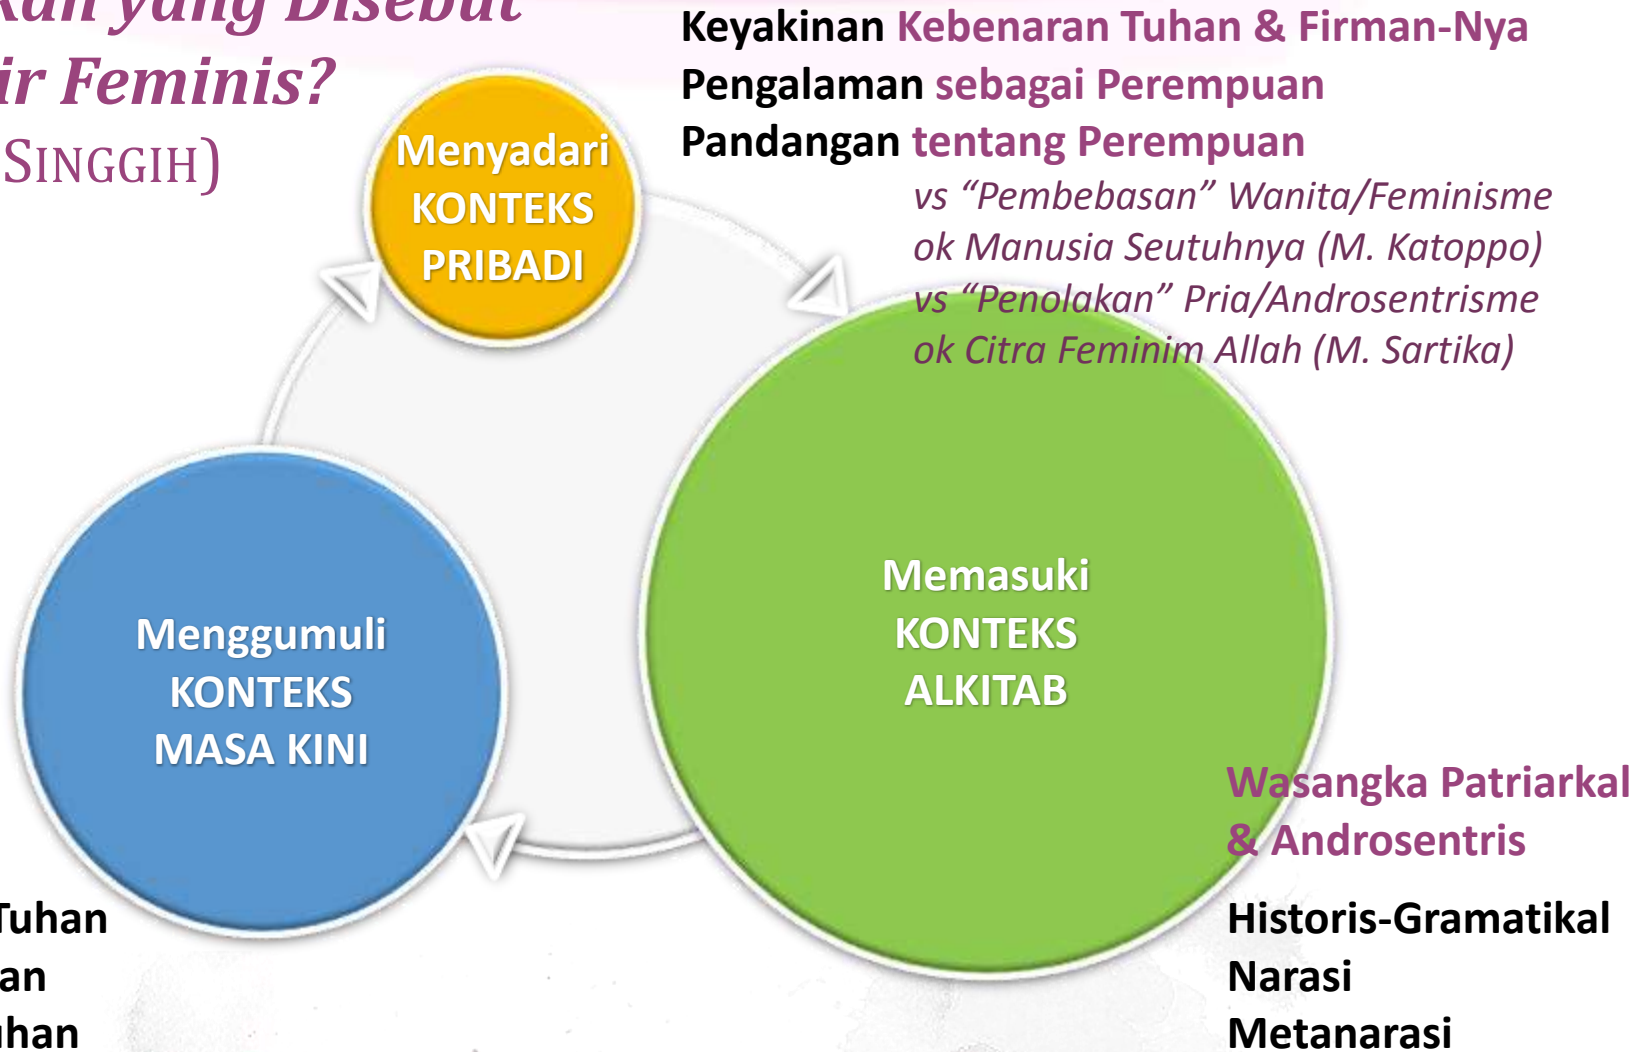 yang Disebut
Feminis?
SINGGIH)
Keyakinan Kebenaran Tuhan & Firman-Nya
Pengalaman sebagai Perempuan
Pandangan tentang Perempuan
vs “Pembebasan” Wanita/Feminisme
ok Manusia Seutuhnya (M. Katoppo)
vs “Penolakan” Pria/Androsentrisme
ok Citra Feminim Allah (M. Sartika)
Menyadari
KONTEKS
PRIBADI
Memasuki
KONTEKS
ALKITAB
Menggumuli
KONTEKS
MASA KINI
Wasangka Patriarkal
& Androsentris
Historis-Gramatikal
Narasi
Metanarasi
Tuhan